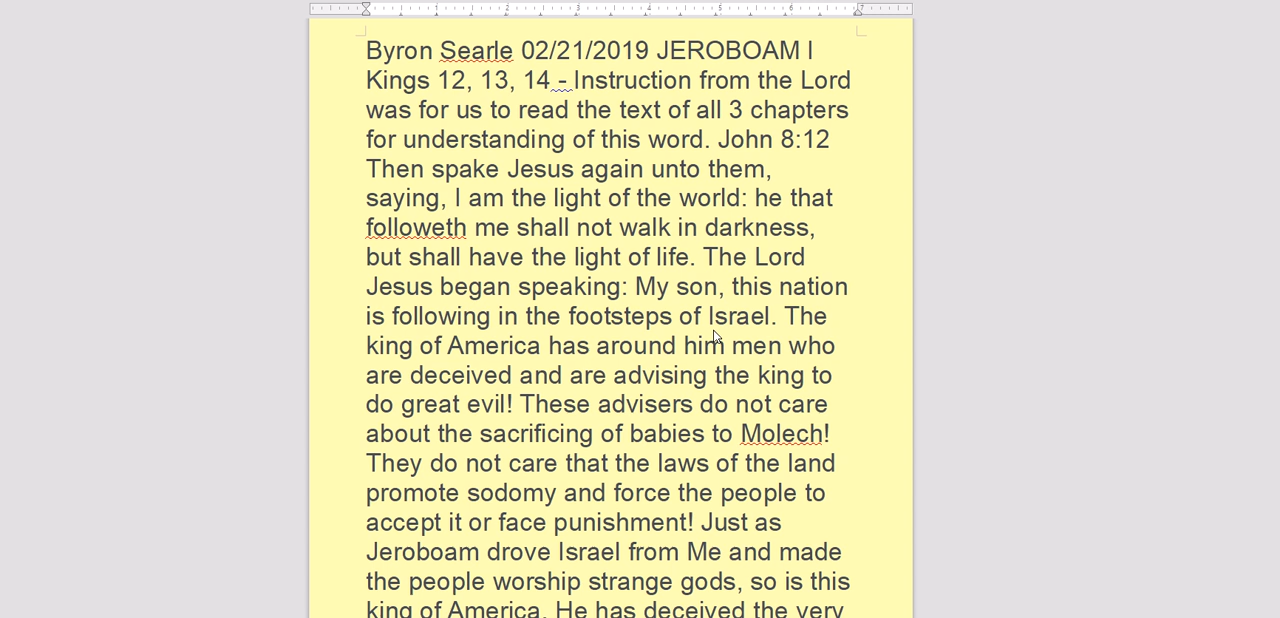 1 2 3 4 5 6 7
Byron Searle 02/21/2019 JEROBOAM I
Kings 12, 13, 14 - Instruction from the Lord
was for us to read the text of all 3 chapters
for understanding of this word. John 8:12
Then spake Jesus again unto them,
saying, I am the light of the world: he that
followeth me shall not walk in darkness,
but shall have the light of life. The Lord
Jesus began speaking: My son, this nation
is following in the footsteps of Israel. The
king of America has around him men who
are deceived and are advising the king to
do great evil! These advisers do not care
about the sacrificing of babies to Molech!
They do not care that the laws of the land
promote sodomy and force the people to
accept it or face punishment! Just as
Jeroboam drove Israel from Me and made
the people worship strange gods, so is this
king of America. He has deceived the very